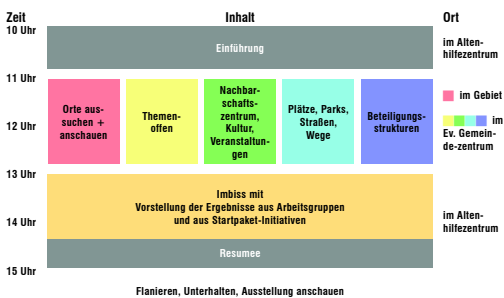 Zeit Inhalt Ort
10 Uhr
Einführung
im Alten-
hilfezentrum
11 Uhr
Orte aus-
suchen +
anschauen
Themen-
offen
Nachbar-
schafts-
zentrum,
Kultur,
Veranstaltun-
gen
Plätze, Parks,
Straßen,
Wege
Beteiligungs-
strukturen
im Gebiet
im
Ev. Gemein-
de-zentrum
12 Uhr
13 Uhr
Imbiss mit
Vorstellung der Ergebnisse aus Arbeitsgruppen
und aus Startpaket-Initiativen
im Alten-
hilfezentrum
14 Uhr
Resumee
15 Uhr
Flanieren, Unterhalten, Ausstellung anschauen